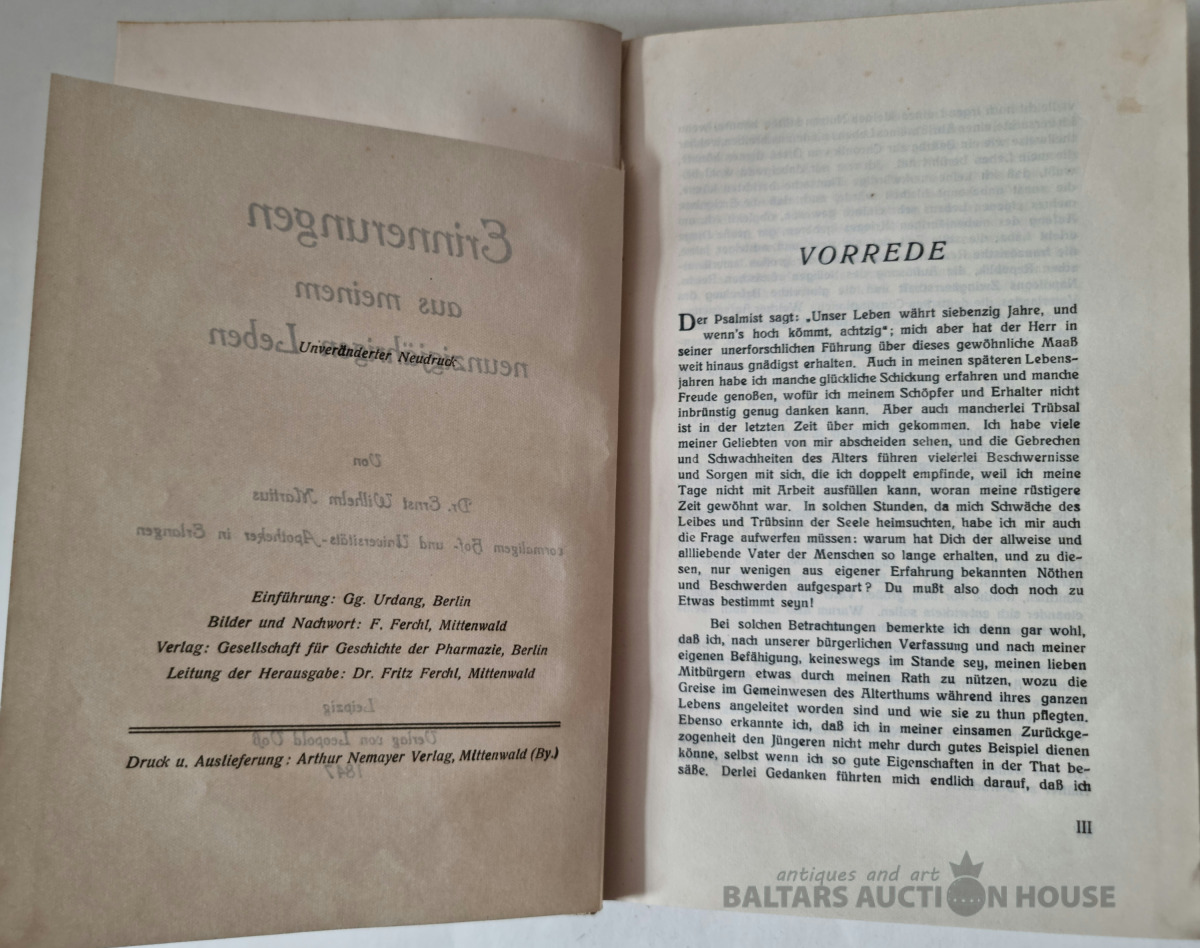 Erinnerungen
aus meinem
neunzigjährigen Leben
Unveränderter Neudruck
Von
Dr. Ernst Wilhelm Martius
vormaligem Hof- und Universitäts-Apotheker in Erlangen
Einführung: Gg. Urdang, Berlin
Bilder und Nachwort: F. Ferchl, Mittenwald
Verlag: Gesellschaft für Geschichte der Pharmazie, Berlin
Leitung der Herausgabe: Dr. Fritz Ferchl, Mittenwald
Leipzig
Verlag von Leopold Voß
1847
Druck u. Auslieferung: Arthur Nemayer Verlag, Mittenwald (By.)
VORREDE
Der Psalmist sagt: „Unser Leben währt siebenzig Jahre, und
wenn's hoch kömmt, achtzig“; mich aber hat der Herr in
seiner unerforschlichen Führung über dieses gewöhnliche Maaß
weit hinaus gnädigst erhalten. Auch in meinen späteren Lebens-
jahren habe ich manche glückliche Schickung erfahren und manche
Freude genoßen, wofür ich meinem Schöpfer und Erhalter nicht
inbrünstig genug danken kann. Aber auch mancherlei Trübsal
ist in der letzten Zeit über mich gekommen. Ich habe viele
meiner Geliebten von mir abscheiden sehen, und die Gebrechen
und Schwachheiten des Alters führen vielerlei Beschwernisse
und Sorgen mit sich, die ich doppelt empfinde, weil ich meine
Tage nicht mit Arbeit ausfüllen kann, woran meine rüstigere
Zeit gewöhnt war. In solchen Stunden, da mich Schwäche des
Leibes und Trübsinn der Seele heimsuchten, habe ich mir auch
die Frage aufwerfen müssen: warum hat Dich der allweise und
allliebende Vater der Menschen so lange erhalten, und zu die-
sen, nur wenigen aus eigener Erfahrung bekannten Nöthen
und Beschwerden aufgespart? Du mußt also doch noch zu
Etwas bestimmt seyn!
Bei solchen Betrachtungen bemerkte ich denn gar wohl,
daß ich, nach unserer bürgerlichen Verfassung und nach meiner
eigenen Befähigung, keineswegs im Stande sey, meinen lieben
Mitbürgern etwas durch meinen Rath zu nützen, wozu die
Greise im Gemeinwesen des Alterthums während ihres ganzen
Lebens angeleitet worden sind und wie sie zu thun pflegten.
Ebenso erkannte ich, daß ich in meiner einsamen Zurückge-
zogenheit den Jüngeren nicht mehr durch gutes Beispiel dienen
könne, selbst wenn ich so gute Eigenschaften in der That be-
säße. Derlei Gedanken führten mich endlich darauf, daß ich
III
antiques and art
BALTARS AUCTION HOUSE